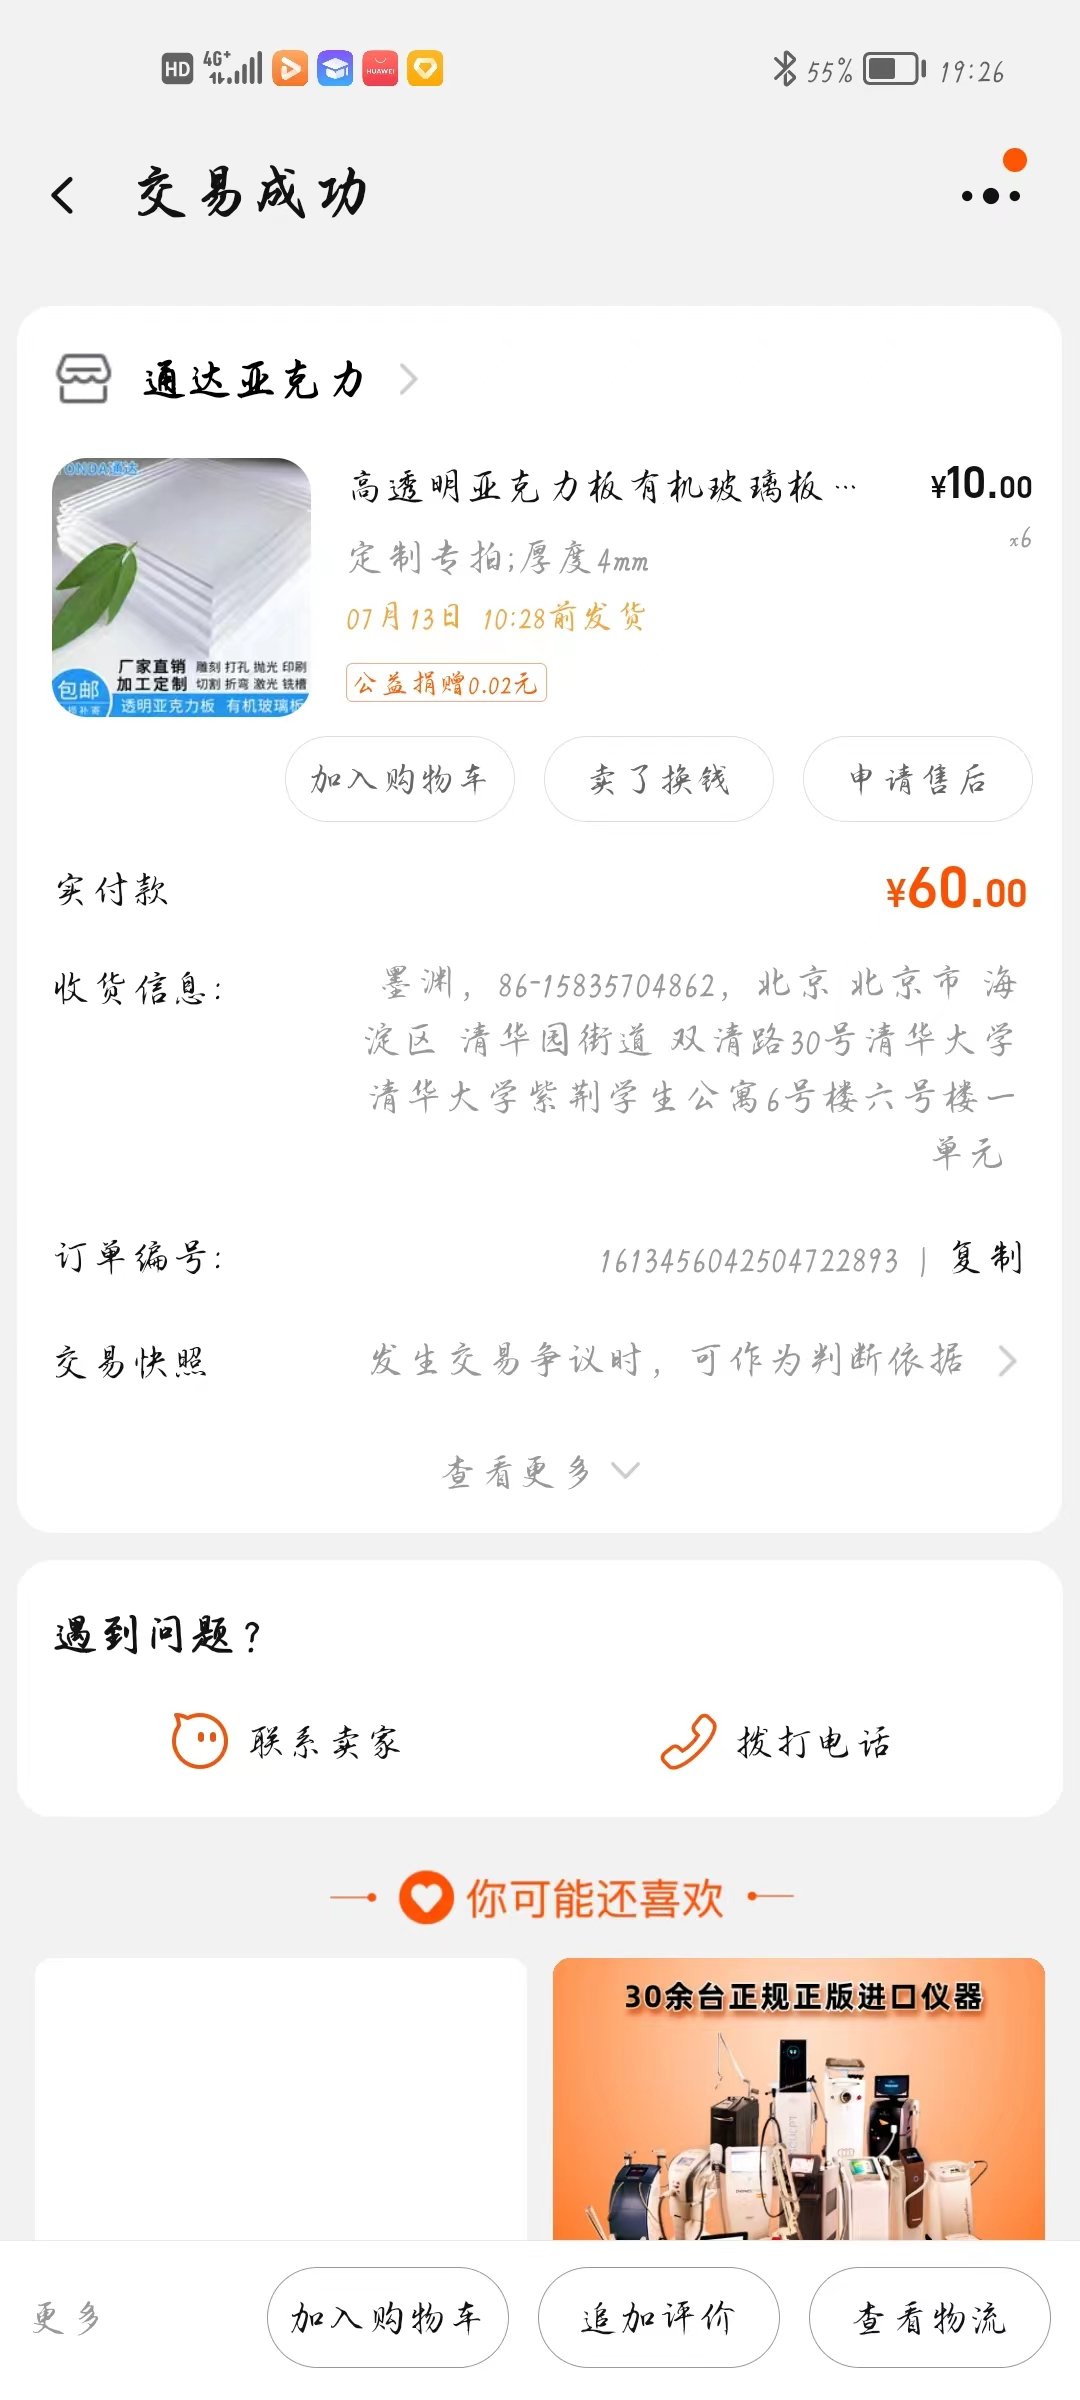 HD 4G+ HUAWEI 55% 19:26
交易成功
通达亚克力
TONDA通达
厂家直销 雕刻 打孔 抛光 印刷
加工定制 切割 折弯 激光 铣槽
包邮
透明亚克力板 有机玻璃板
高透明亚克力板有机玻璃板… ¥10.00
定制专拍;厚度4mm x6
07月13日 10:28前发货
公益捐赠0.02元
加入购物车 卖了换钱 申请售后
实付款 ¥60.00
收货信息: 墨渊, 86-15835704862, 北京 北京市 海
淀区 清华园街道 双清路30号清华大学
清华大学紫荆学生公寓6号楼六号楼一
单元
订单编号: 1613456042504722893 | 复制
交易快照 发生交易争议时, 可作为判断依据
查看更多
遇到问题?
联系卖家 拨打电话
你可能还喜欢
30余台正规正版进口仪器
更多 加入购物车 追加评价 查看物流